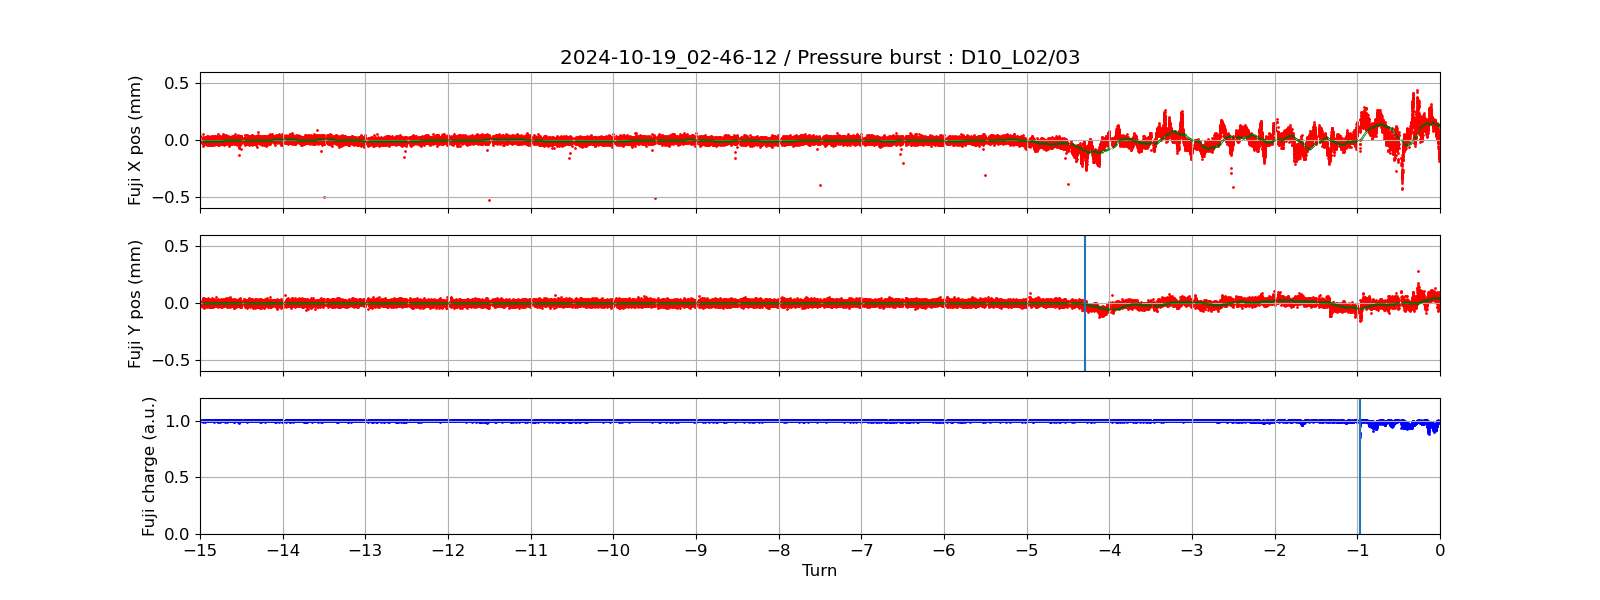 2024-10-19_02-46-12 / Pressure burst : D10_L02/03
Fuji X pos (mm)
0.5
0.0
−0.5
Fuji Y pos (mm)
0.5
0.0
−0.5
Fuji charge (a.u.)
1.0
0.5
0.0
−15 −14 −13 −12 −11 −10 −9 −8 −7 −6 −5 −4 −3 −2 −1 0
Turn